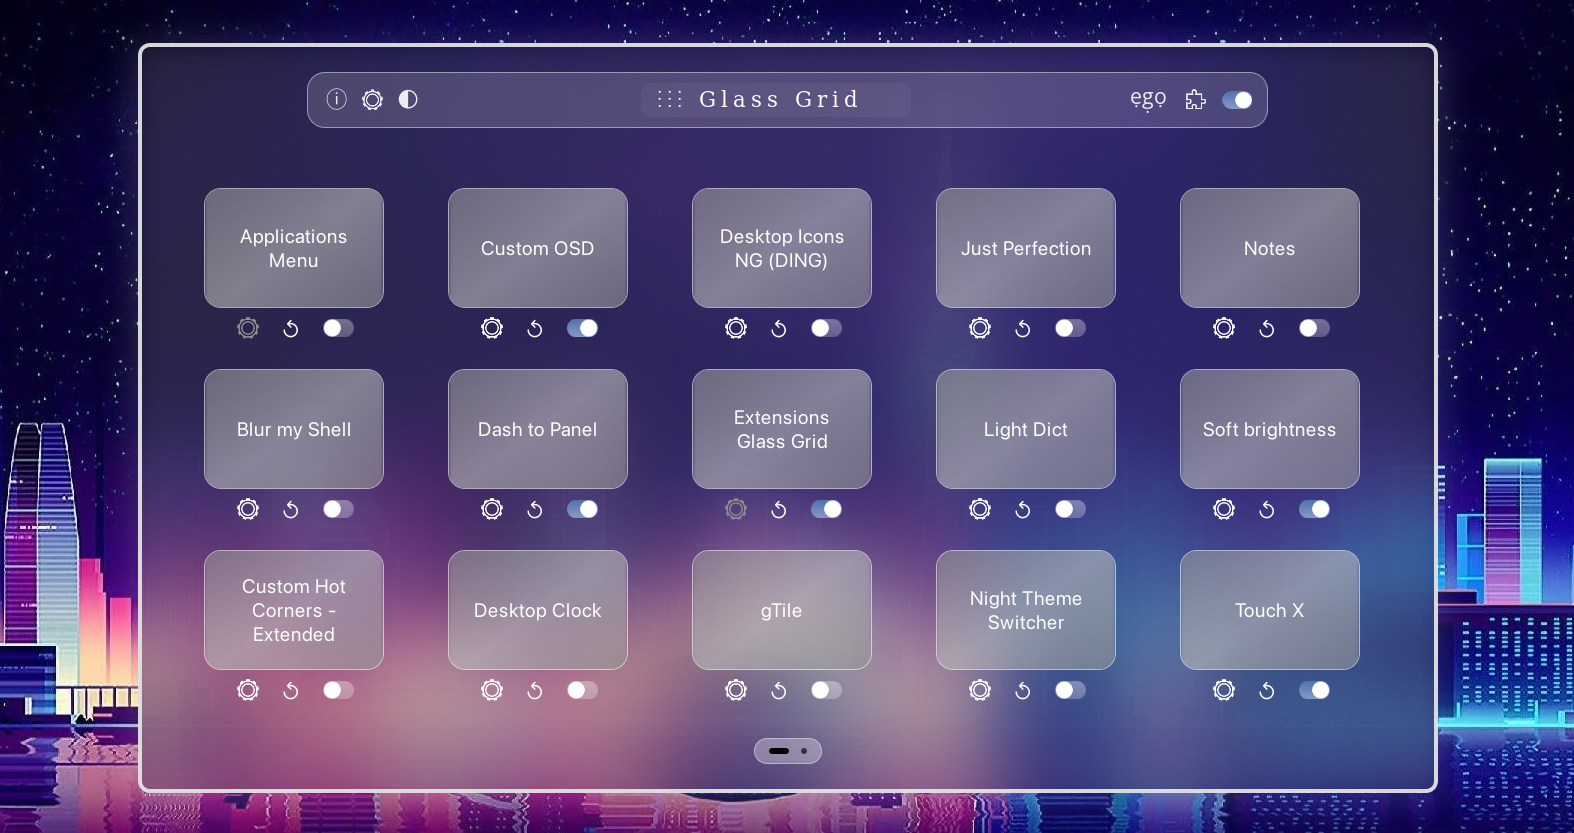 Glass Grid
ego
Applications
Menu
Custom OSD
Desktop Icons
NG (DING)
Just Perfection
Notes
Blur my Shell
Dash to Panel
Extensions
Glass Grid
Light Dict
Soft brightness
Custom Hot
Corners -
Extended
Desktop Clock
gTile
Night Theme
Switcher
Touch X